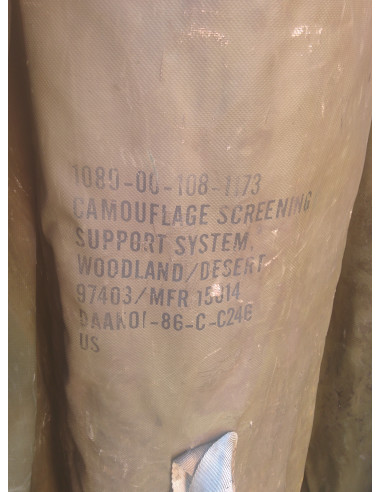 1080-00-108-1173
CAMOUFLAGE SCREENING
SUPPORT SYSTEM,
WOODLAND/DESERT
97403/MFR 15014
DAAK01-86-C-C246
US